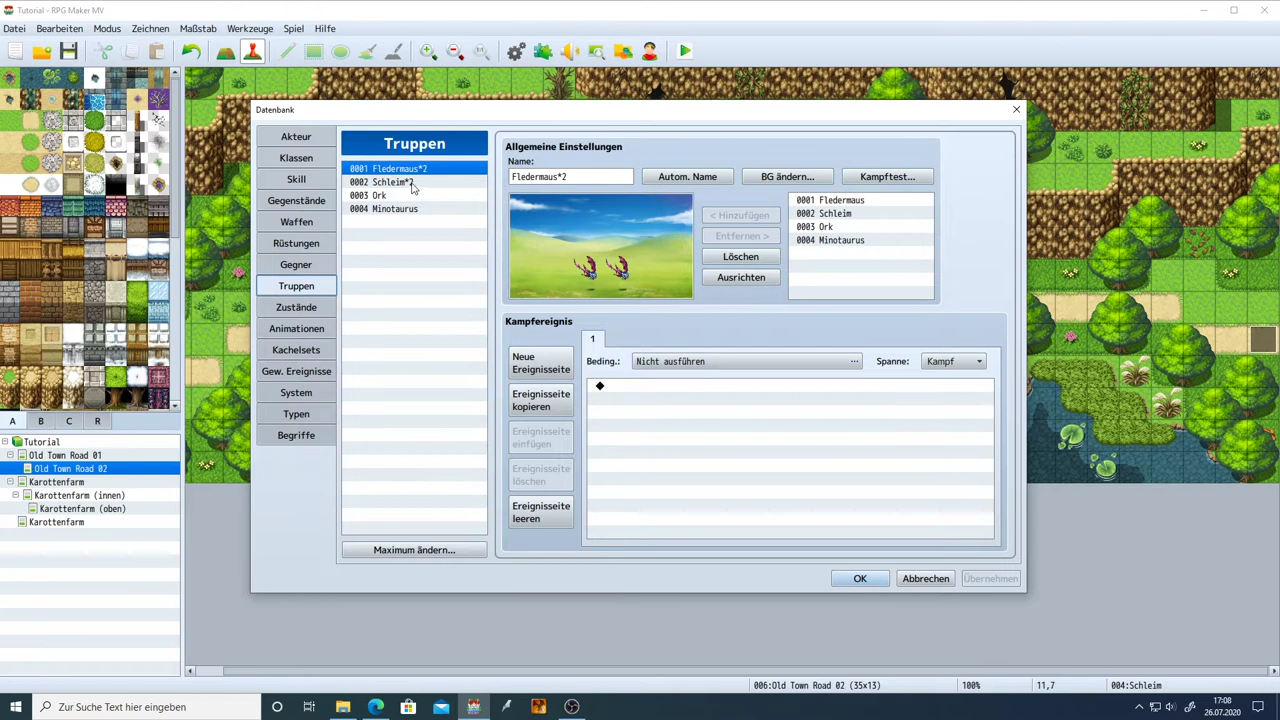 Tutorial - RPG Maker MV
Datei Bearbeiten Modus Zeichnen Maßstab Werkzeuge Spiel Hilfe
Datenbank
Akteur
Klassen
Skill
Gegenstände
Waffen
Rüstungen
Gegner
Truppen
Zustände
Animationen
Kachelsets
Gew. Ereignisse
System
Typen
Begriffe
Truppen
0001 Fledermaus*2
0002 Schleim*2
0003 Ork
0004 Minotaurus
Maximum ändern...
Allgemeine Einstellungen
Name:
Fledermaus*2
Autom. Name
BG ändern...
Kampftest...
< Hinzufügen
Entfernen >
Löschen
Ausrichten
0001 Fledermaus
0002 Schleim
0003 Ork
0004 Minotaurus
Kampfereignis
1
Neue
Ereignisseite
Ereignisseite
kopieren
Ereignisseite
einfügen
Ereignisseite
löschen
Ereignisseite
leeren
Beding.: Nicht ausführen ... Spanne: Kampf
OK
Abbrechen
Übernehmen
A B C R
Tutorial
Old Town Road 01
Old Town Road 02
Karottenfarm
Karottenfarm (innen)
Karottenfarm (oben)
Karottenfarm
006:Old Town Road 02 (35x13) 100% 11,7 004:Schleim
Zur Suche Text hier eingeben
17:08
26.07.2020